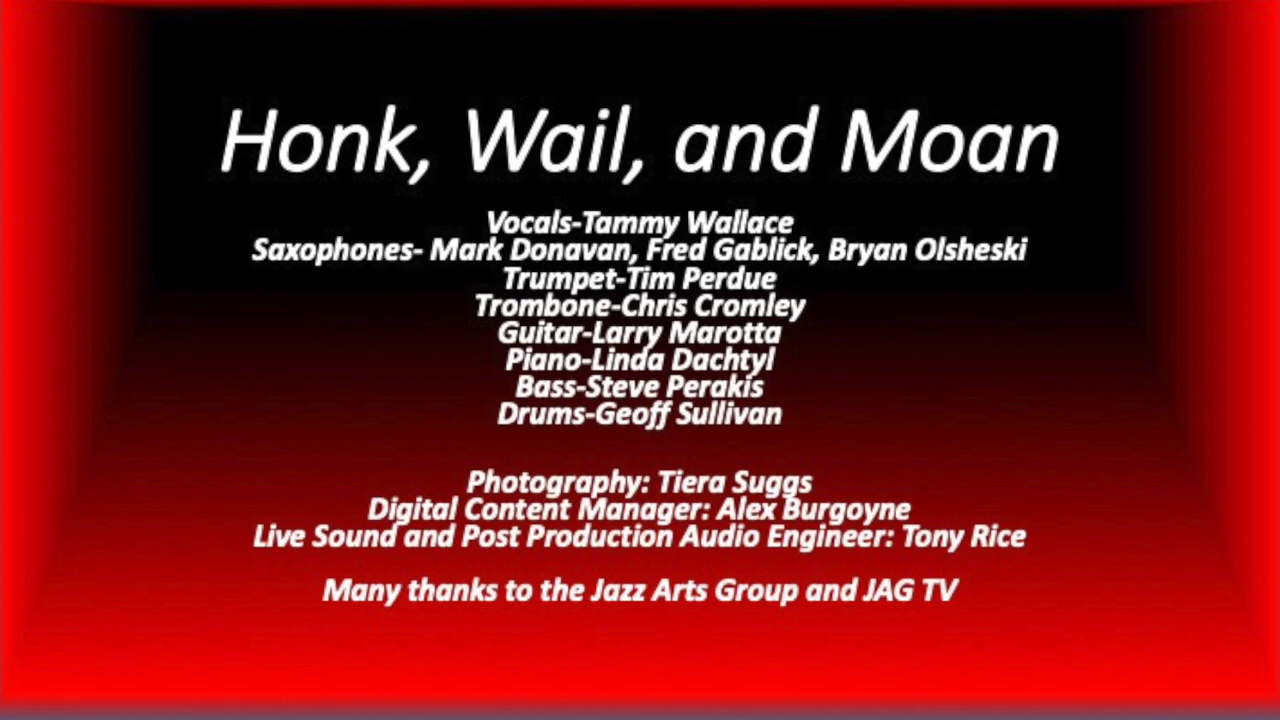 Honk, Wail, and Moan
Vocals-Tammy Wallace
Saxophones- Mark Donavan, Fred Gablick, Bryan Olsheski
Trumpet-Tim Perdue
Trombone-Chris Cromley
Guitar-Larry Marotta
Piano-Linda Dachtyl
Bass-Steve Perakis
Drums-Geoff Sullivan
Photography: Tiera Suggs
Digital Content Manager: Alex Burgoyne
Live Sound and Post Production Audio Engineer: Tony Rice
Many thanks to the Jazz Arts Group and JAG TV